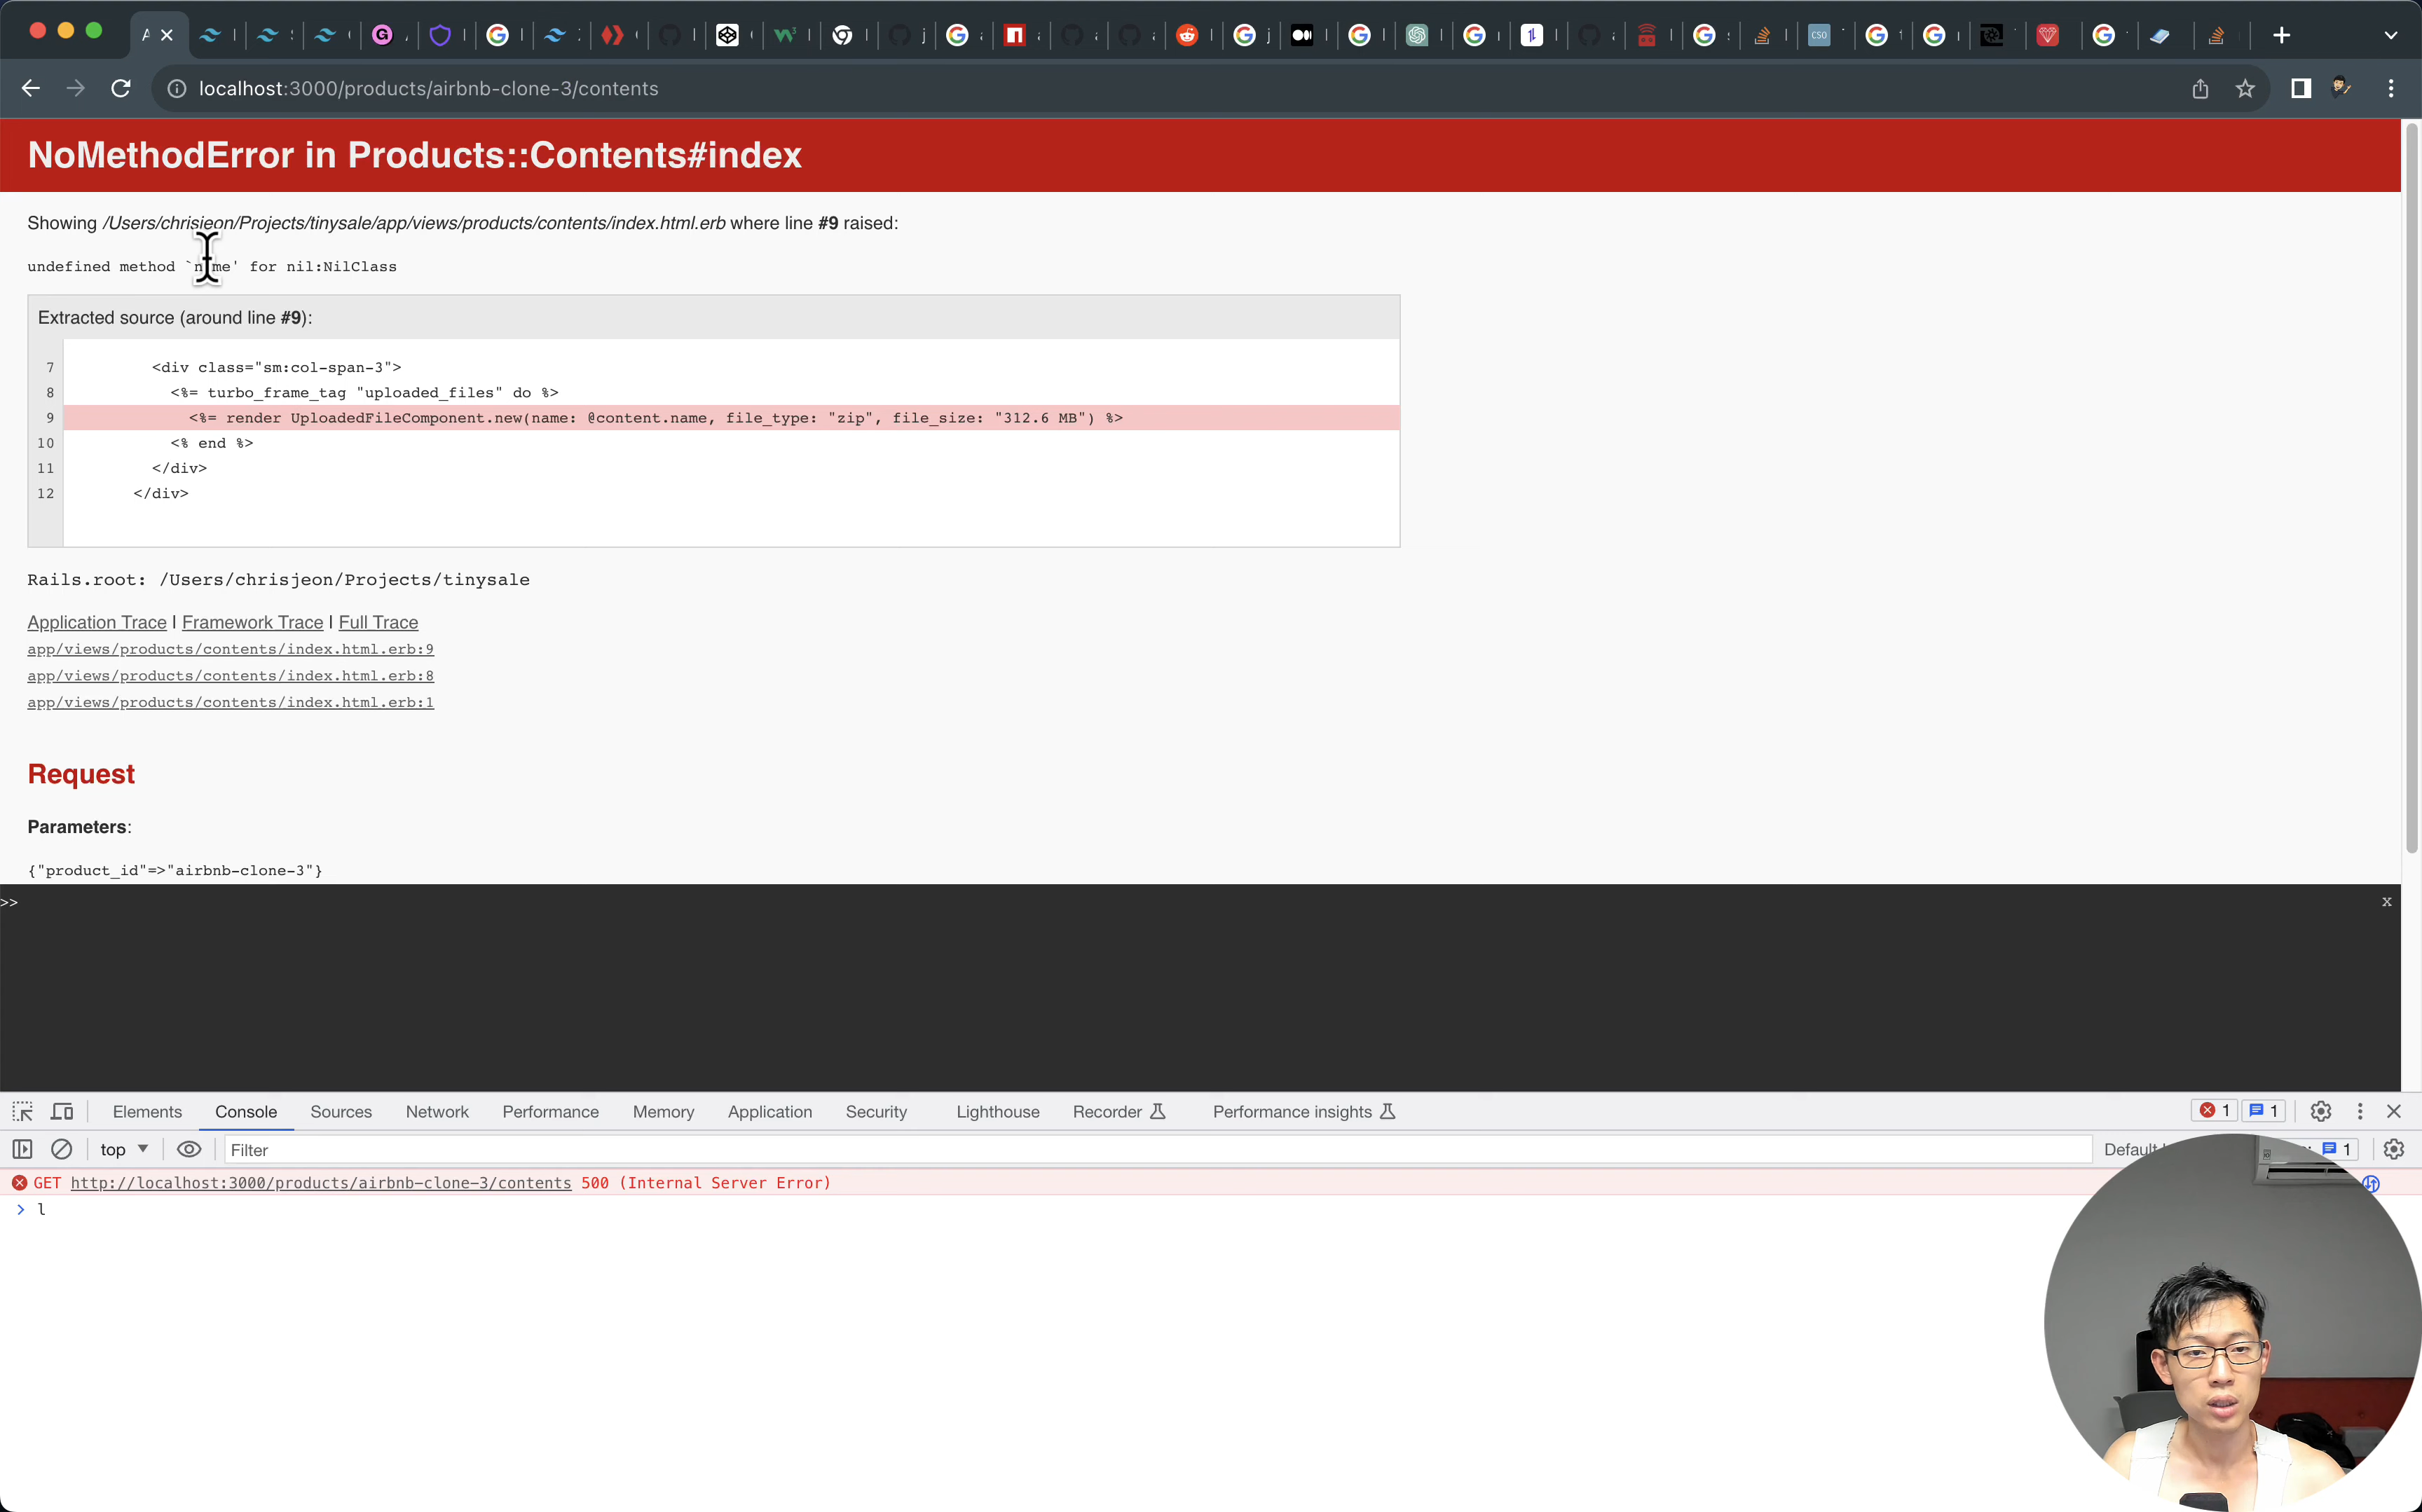 localhost:3000/products/airbnb-clone-3/contents
NoMethodError in Products::Contents#index
Showing /Users/chrisjeon/Projects/tinysale/app/views/products/contents/index.html.erb where line #9 raised:
undefined method `name' for nil:NilClass
Extracted source (around line #9):
7 <div class="sm:col-span-3">
8 <%= turbo_frame_tag "uploaded_files" do %>
9 <%= render UploadedFileComponent.new(name: @content.name, file_type: "zip", file_size: "312.6 MB") %>
10 <% end %>
11 </div>
12 </div>
Rails.root: /Users/chrisjeon/Projects/tinysale
Application Trace | Framework Trace | Full Trace
app/views/products/contents/index.html.erb:9
app/views/products/contents/index.html.erb:8
app/views/products/contents/index.html.erb:1
Request
Parameters:
{"product_id"=>"airbnb-clone-3"}
>> x
Elements Console Sources Network Performance Memory Application Security Lighthouse Recorder Performance insights 1 1
top Filter Default 1
GET http://localhost:3000/products/airbnb-clone-3/contents 500 (Internal Server Error)
> l